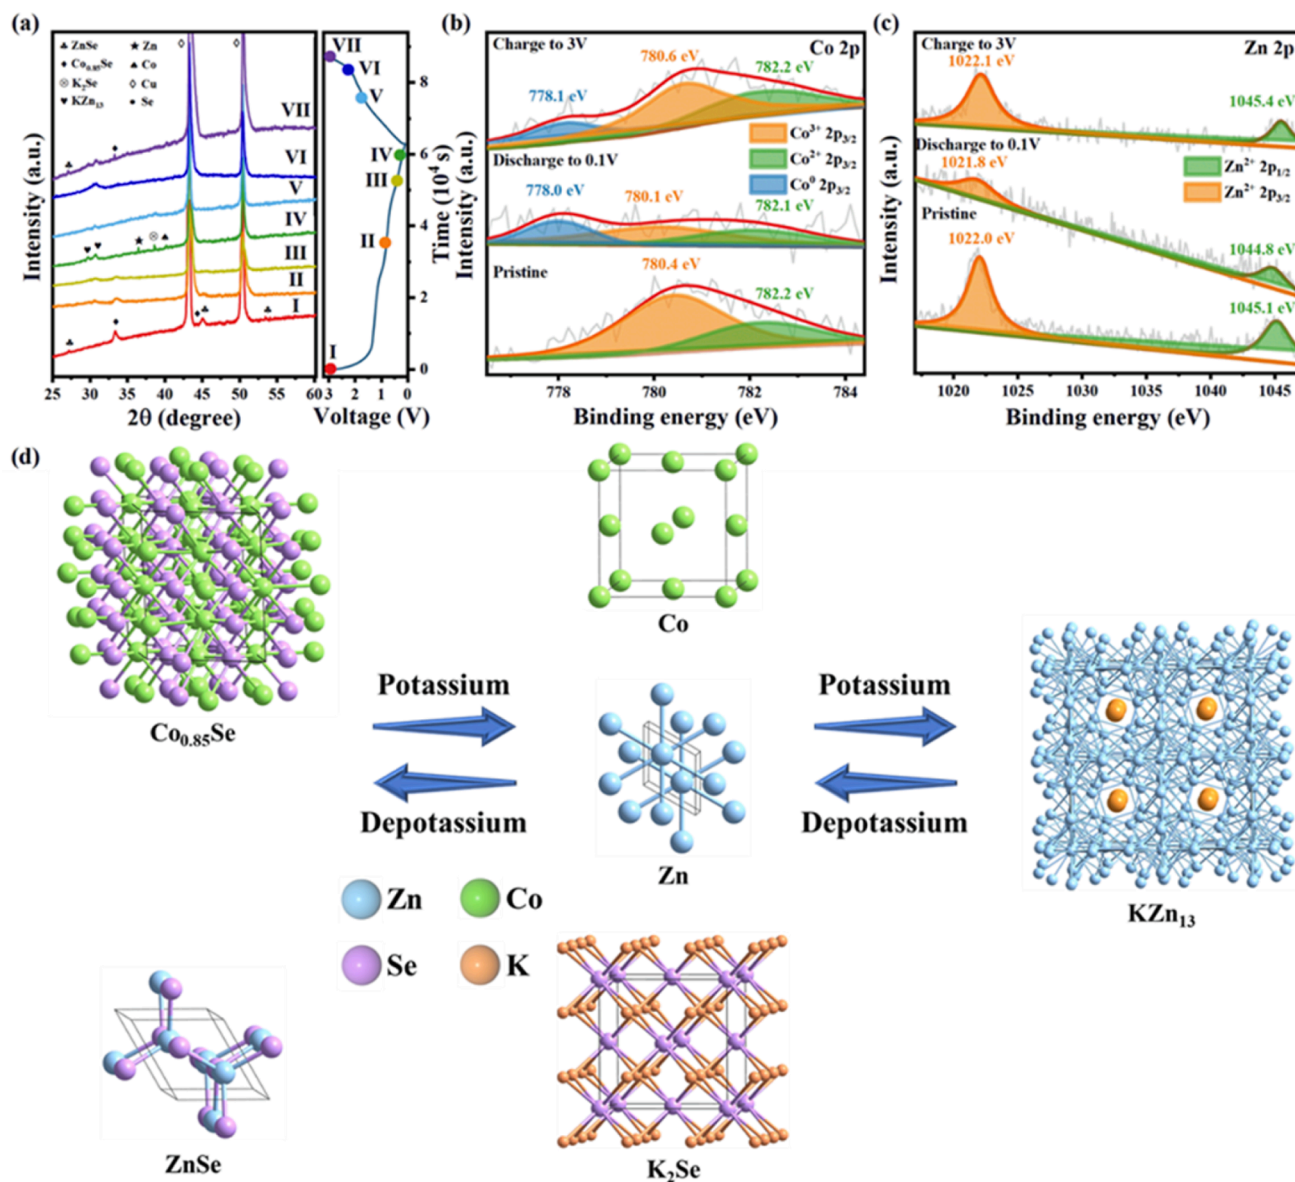 (a)
♣ ZnSe ★ Zn
◆ Co0.85Se ♠ Co
⊗ K2Se ◇ Cu
♥ KZn13 ● Se
VII
VI
V
IV
III
II
I
Intensity (a.u.)
25 30 35 40 45 50 55 60
2θ (degree)
VII
VI
V
IV
III
II
I
8
6
4
2
0
Time (10⁴ s)
3 2 1 0
Voltage (V)
(b)
Co 2p
Charge to 3V
780.6 eV
782.2 eV
778.1 eV
Co3+ 2p3/2
Co2+ 2p3/2
Co0 2p3/2
Discharge to 0.1V
778.0 eV
780.1 eV
782.1 eV
Pristine
780.4 eV
782.2 eV
Intensity (a.u.)
778 780 782 784
Binding energy (eV)
(c)
Zn 2p
Charge to 3V
1022.1 eV
1045.4 eV
Discharge to 0.1V
1021.8 eV
Zn2+ 2p1/2
Zn2+ 2p3/2
Pristine
1022.0 eV
1044.8 eV
1045.1 eV
Intensity (a.u.)
1020 1025 1030 1035 1040 1045
Binding energy (eV)
(d)
Co0.85Se
Co
Potassium
Depotassium
Zn
Potassium
Depotassium
KZn13
Zn Co
Se K
ZnSe
K2Se